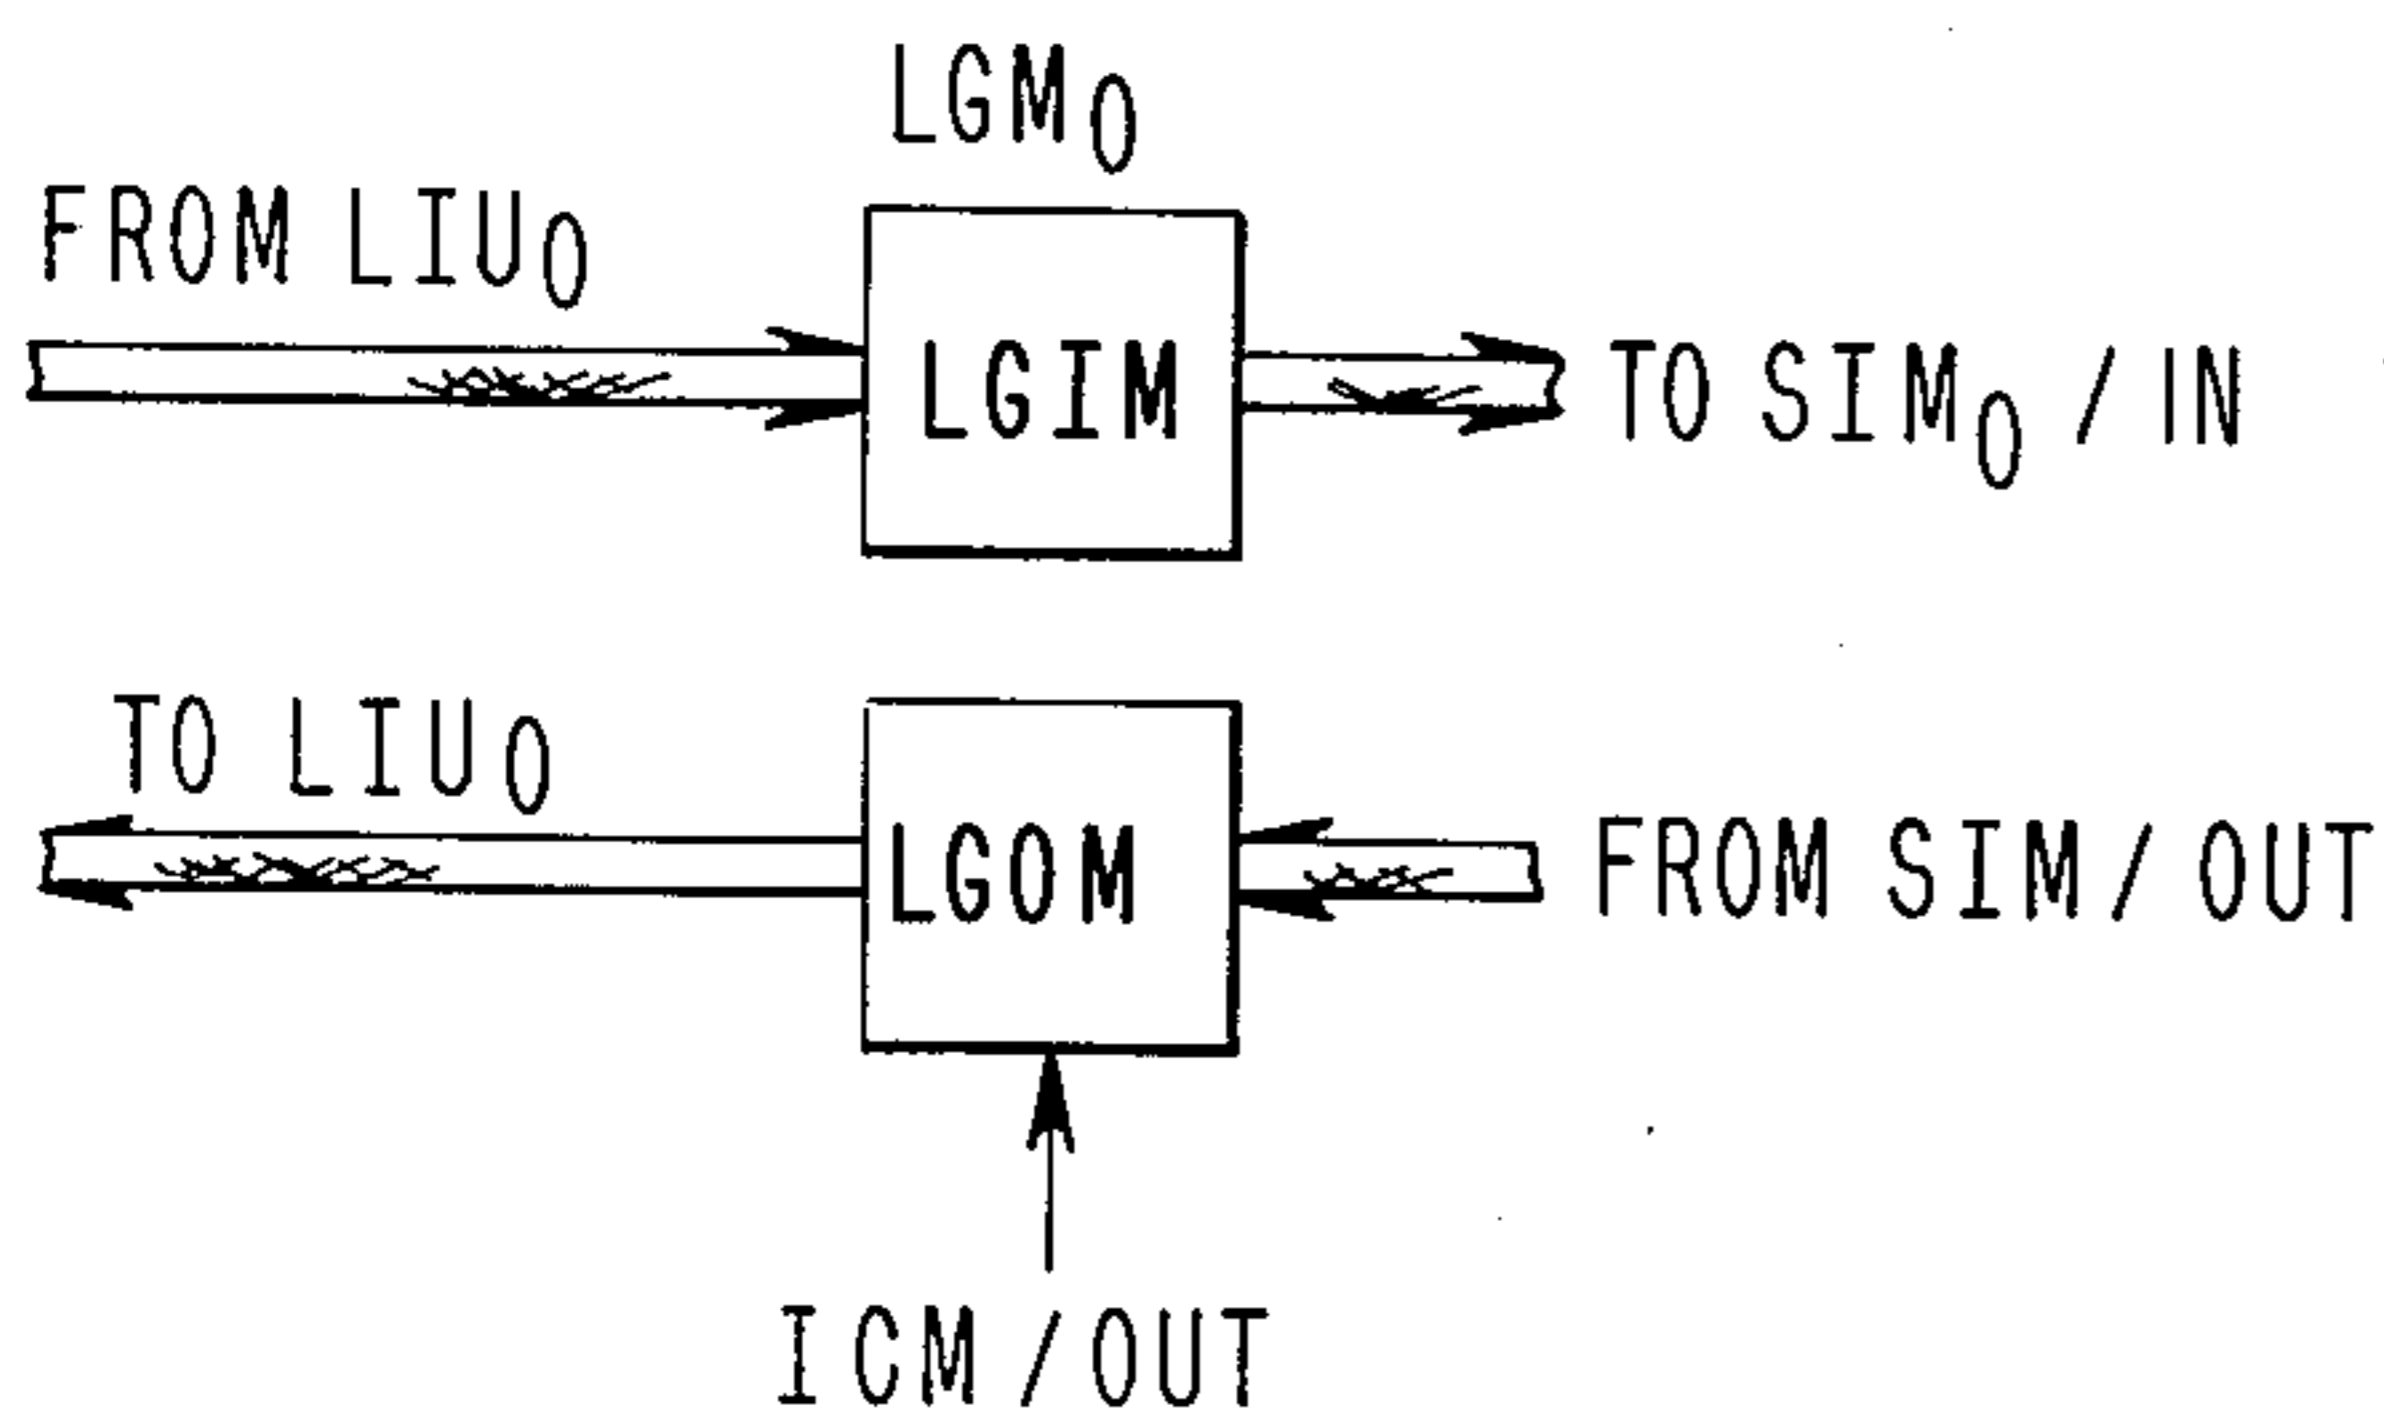 LGM₀
FROM LIU₀
LGIM
TO SIM₀/IN
TO LIU₀
LGOM
FROM SIM/OUT
ICM/OUT